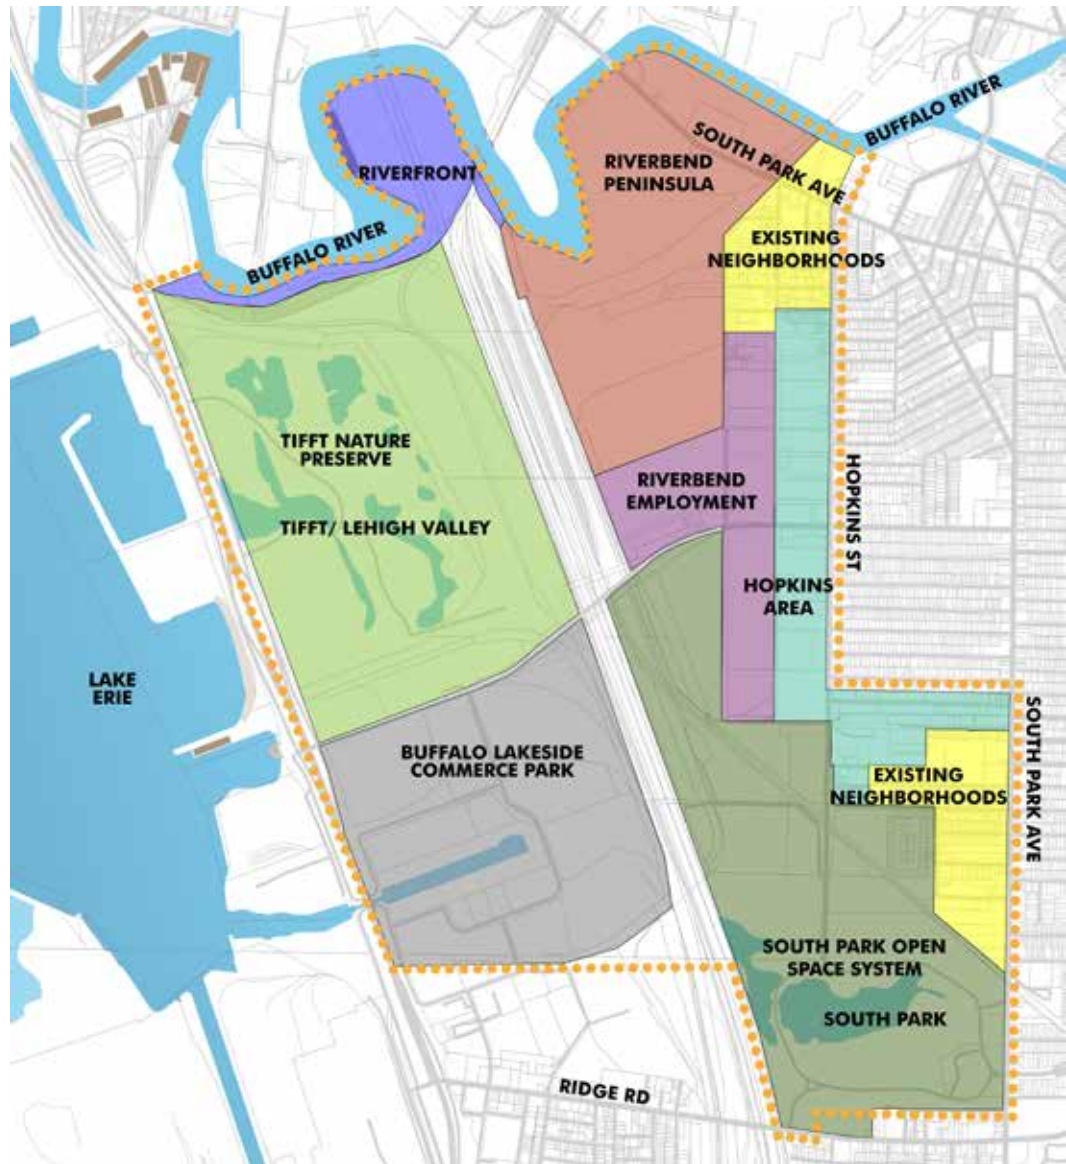 BUFFALO RIVER
RIVERFRONT
RIVERBEND
PENINSULA
SOUTH PARK AVE
BUFFALO RIVER
EXISTING
NEIGHBORHOODS
TIFFT NATURE
PRESERVE
TIFFT/ LEHIGH VALLEY
RIVERBEND
EMPLOYMENT
HOPKINS ST
HOPKINS
AREA
LAKE
ERIE
BUFFALO LAKESIDE
COMMERCE PARK
EXISTING
NEIGHBORHOODS
SOUTH PARK AVE
SOUTH PARK OPEN
SPACE SYSTEM
SOUTH PARK
RIDGE RD